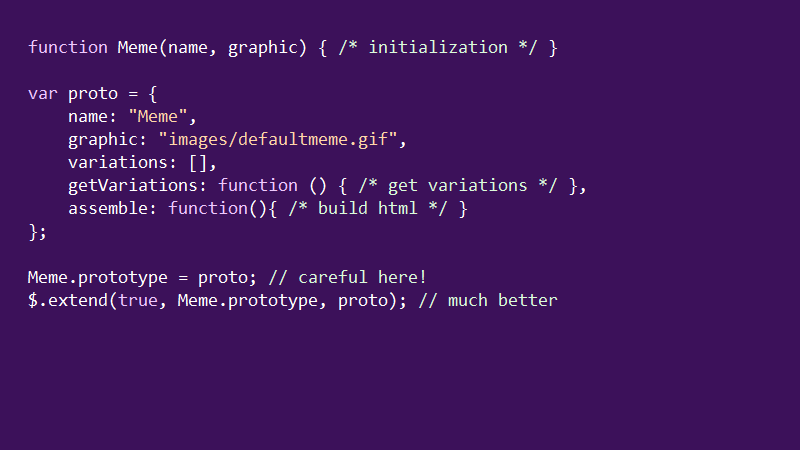 function Meme(name, graphic) { /* initialization */ }
var proto = {
    name: "Meme",
    graphic: "images/defaultmeme.gif",
    variations: [],
    getVariations: function () { /* get variations */ },
    assemble: function(){ /* build html */ }
};
Meme.prototype = proto; // careful here!
$.extend(true, Meme.prototype, proto); // much better